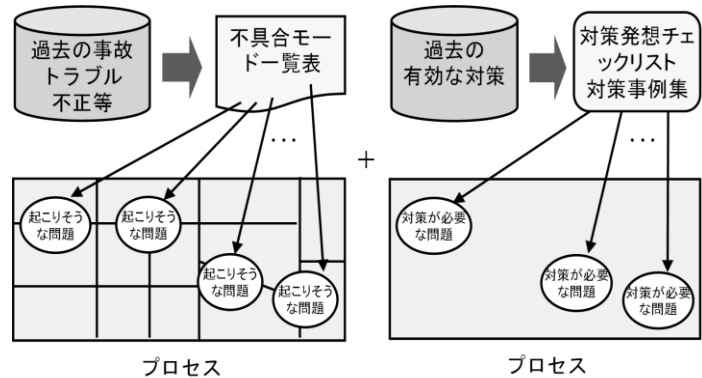 過去の事故
トラブル
不正等
不具合モー
ド一覧表
過去の
有効な対策
対策発想チェ
ックリスト
対策事例集
…
…
+
起こりそう
な問題
起こりそう
な問題
起こりそう
な問題
起こりそう
な問題
対策が必要
な問題
対策が必要
な問題
対策が必要
な問題
プロセス
プロセス